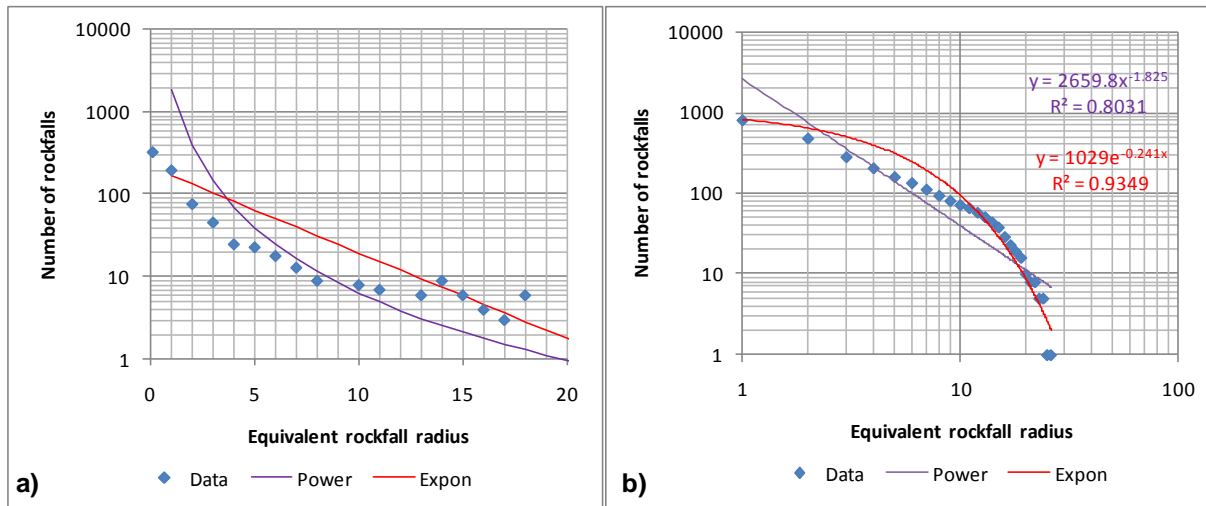 10000
1000
100
10
1
Number of rockfalls
0 5 10 15 20
Equivalent rockfall radius
Data Power Expon
a)
10000
1000
100
10
1
Number of rockfalls
y = 2659.8x^-1.825
R² = 0.8031
y = 1029e^-0.241x
R² = 0.9349
1 10 100
Equivalent rockfall radius
Data Power Expon
b)